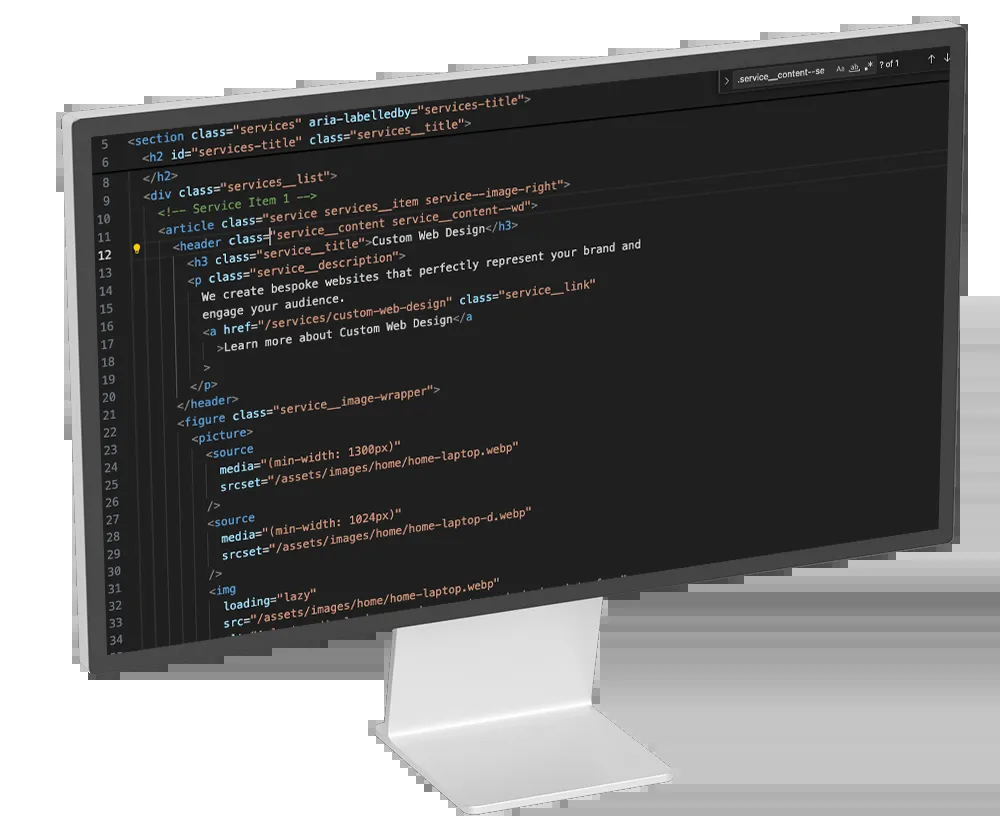 .service__content--se Aa ab, .* ? of 1 ↑ ↓
5 <section class="services" aria-labelledby="services-title">
6 <h2 id="services-title" class="services__title">
8 </h2>
9 <div class="services__list">
10 <!-- Service Item 1 -->
11 <article class="service services__item service--image-right">
12 <header class="service__content service__content--wd">
13 <h3 class="service__title">Custom Web Design</h3>
14 <p class="service__description">
15 We create bespoke websites that perfectly represent your brand and
16 engage your audience.
17 <a href="/services/custom-web-design" class="service__link"
18 >Learn more about Custom Web Design</a
19 >
20 </p>
21 </header>
22 <figure class="service__image-wrapper">
23 <picture>
24 <source
25 media="(min-width: 1300px)"
26 srcset="/assets/images/home/home-laptop.webp"
27 />
28 <source
29 media="(min-width: 1024px)"
30 srcset="/assets/images/home/home-laptop-d.webp"
31 />
32 <img
33 loading="lazy"
34 src="/assets/images/home/home-laptop.webp"